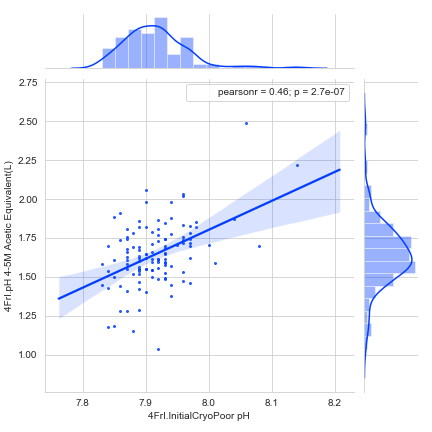 pearsonr = 0.46; p = 2.7e-07
2.75
2.50
2.25
2.00
1.75
1.50
1.25
1.00
4FrI.pH 4-5M Acetic Equivalent(L)
7.8 7.9 8.0 8.1 8.2
4FrI.InitialCryoPoor pH